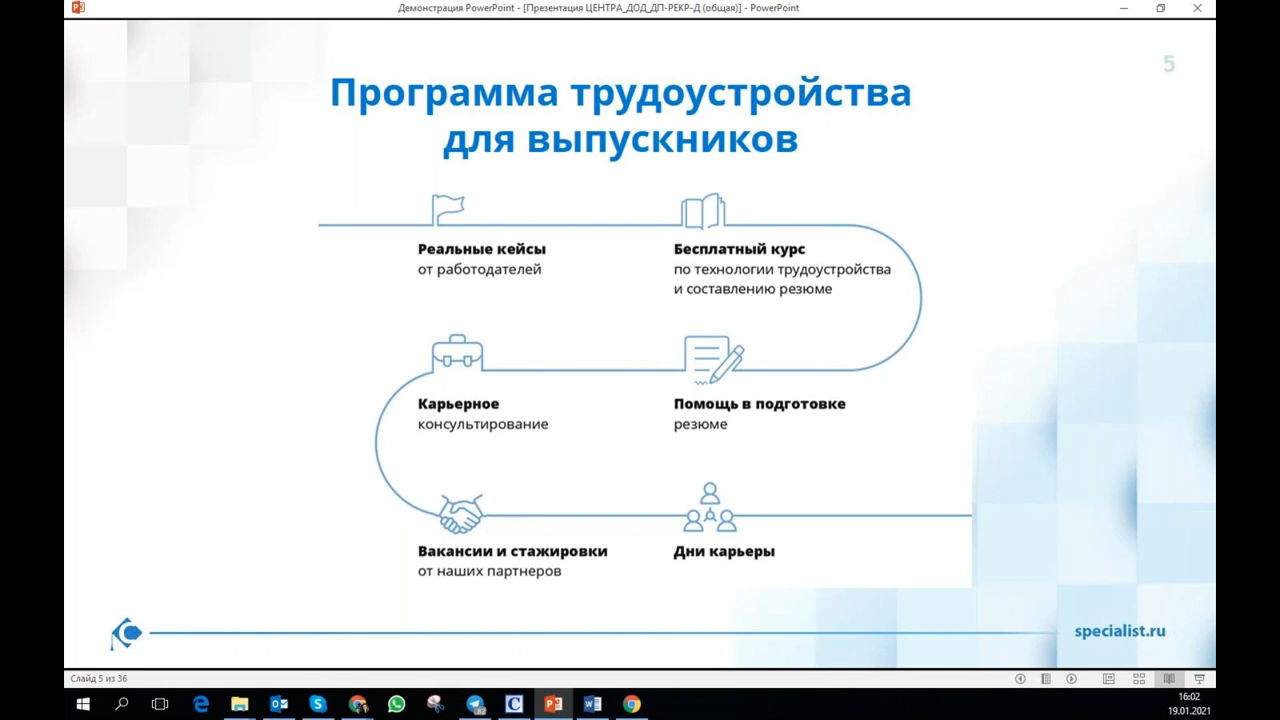 Демонстрация PowerPoint - [Презентация ЦЕНТРА_ДОД_ДП-РЕКР-Д (общая)] - PowerPoint
5
Программа трудоустройства
для выпускников
Реальные кейсы
от работодателей
Бесплатный курс
по технологии трудоустройства
и составлению резюме
Карьерное
консультирование
Помощь в подготовке
резюме
Вакансии и стажировки
от наших партнеров
Дни карьеры
specialist.ru
Слайд 5 из 36
16:02
19.01.2021